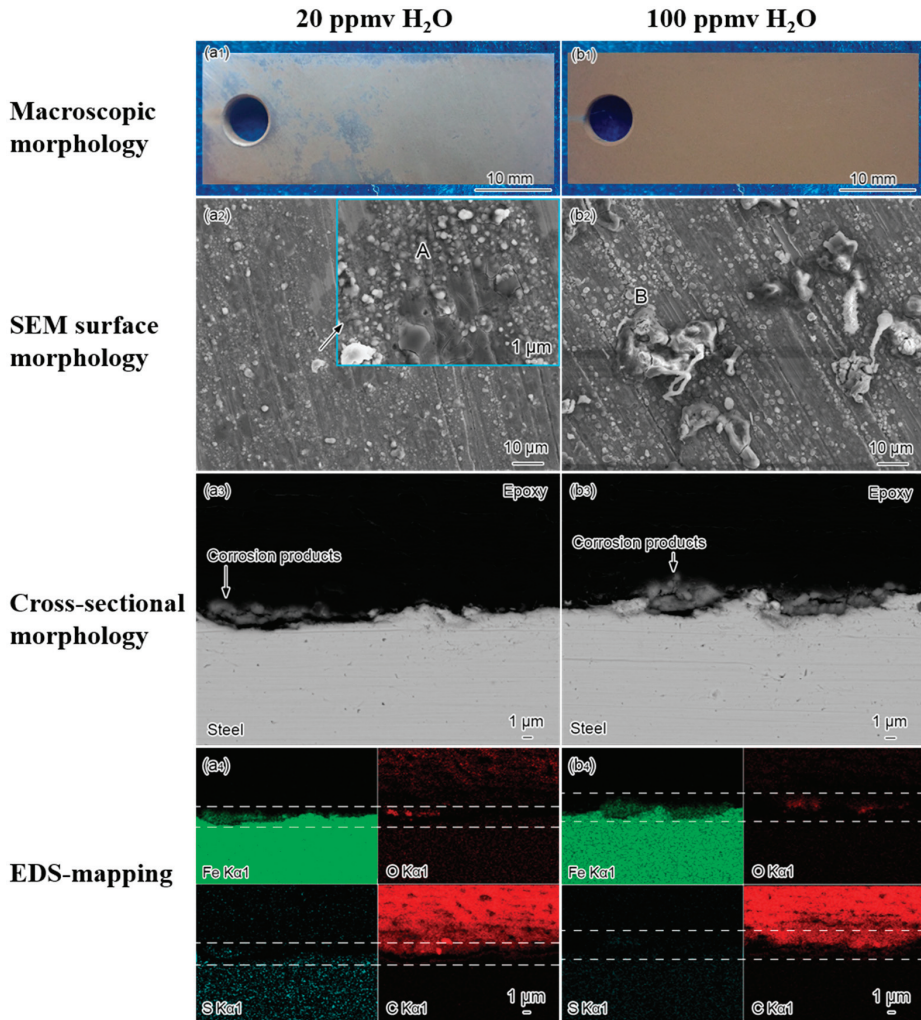 20 ppmv H₂O
100 ppmv H₂O
Macroscopic
morphology
(a1)
10 mm
(b1)
10 mm
SEM surface
morphology
(a2)
A
1 µm
10 µm
(b2)
B
10 µm
Cross-sectional
morphology
(a3)
Epoxy
Corrosion products
Steel
1 µm
(b3)
Epoxy
Corrosion products
Steel
1 µm
EDS-mapping
(a4)
Fe Kα1
O Kα1
S Kα1
C Kα1
1 µm
(b4)
Fe Kα1
O Kα1
S Kα1
C Kα1
1 µm